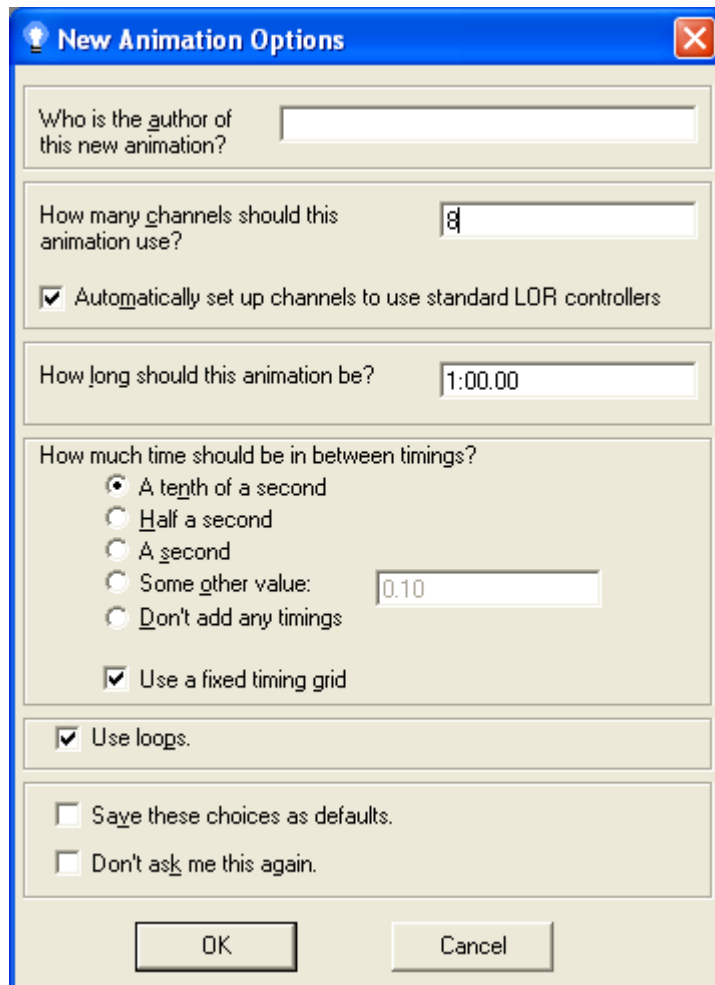 New Animation Options
Who is the author of
this new animation?
How many channels should this
animation use?
8
Automatically set up channels to use standard LOR controllers
How long should this animation be?
1:00.00
How much time should be in between timings?
A tenth of a second
Half a second
A second
Some other value:
0.10
Don't add any timings
Use a fixed timing grid
Use loops.
Save these choices as defaults.
Don't ask me this again.
OK
Cancel